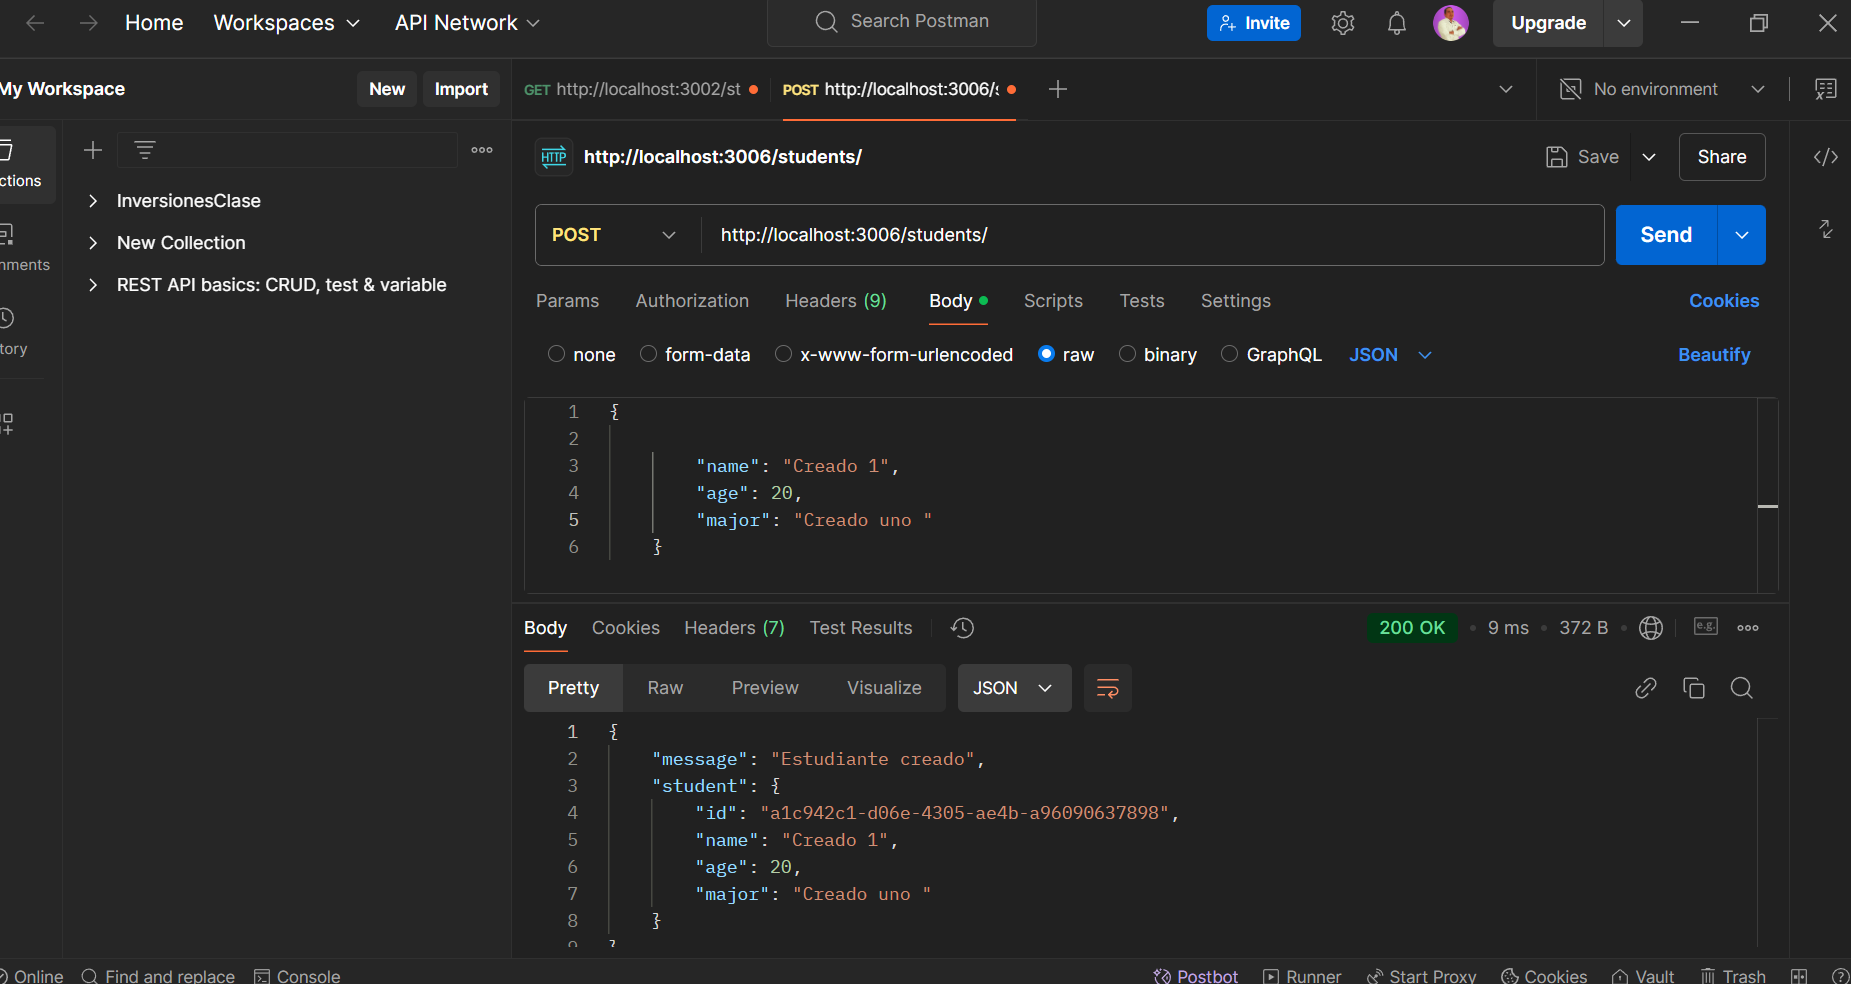 Home Workspaces API Network Search Postman Invite Upgrade
My Workspace New Import GET http://localhost:3002/st POST http://localhost:3006/s No environment
ctions
HTTP http://localhost:3006/students/ Save Share
InversionesClase
New Collection
REST API basics: CRUD, test & variable
nments
tory
POST http://localhost:3006/students/ Send
Params Authorization Headers (9) Body Scripts Tests Settings Cookies
none form-data x-www-form-urlencoded raw binary GraphQL JSON Beautify
1 {
2
3 "name": "Creado 1",
4 "age": 20,
5 "major": "Creado uno "
6 }
Body Cookies Headers (7) Test Results 200 OK • 9 ms • 372 B • e.g.
Pretty Raw Preview Visualize JSON
1 {
2 "message": "Estudiante creado",
3 "student": {
4 "id": "a1c942c1-d06e-4305-ae4b-a96090637898",
5 "name": "Creado 1",
6 "age": 20,
7 "major": "Creado uno "
8 }
9 }
Online Find and replace Console Postbot Runner Start Proxy Cookies Vault Trash